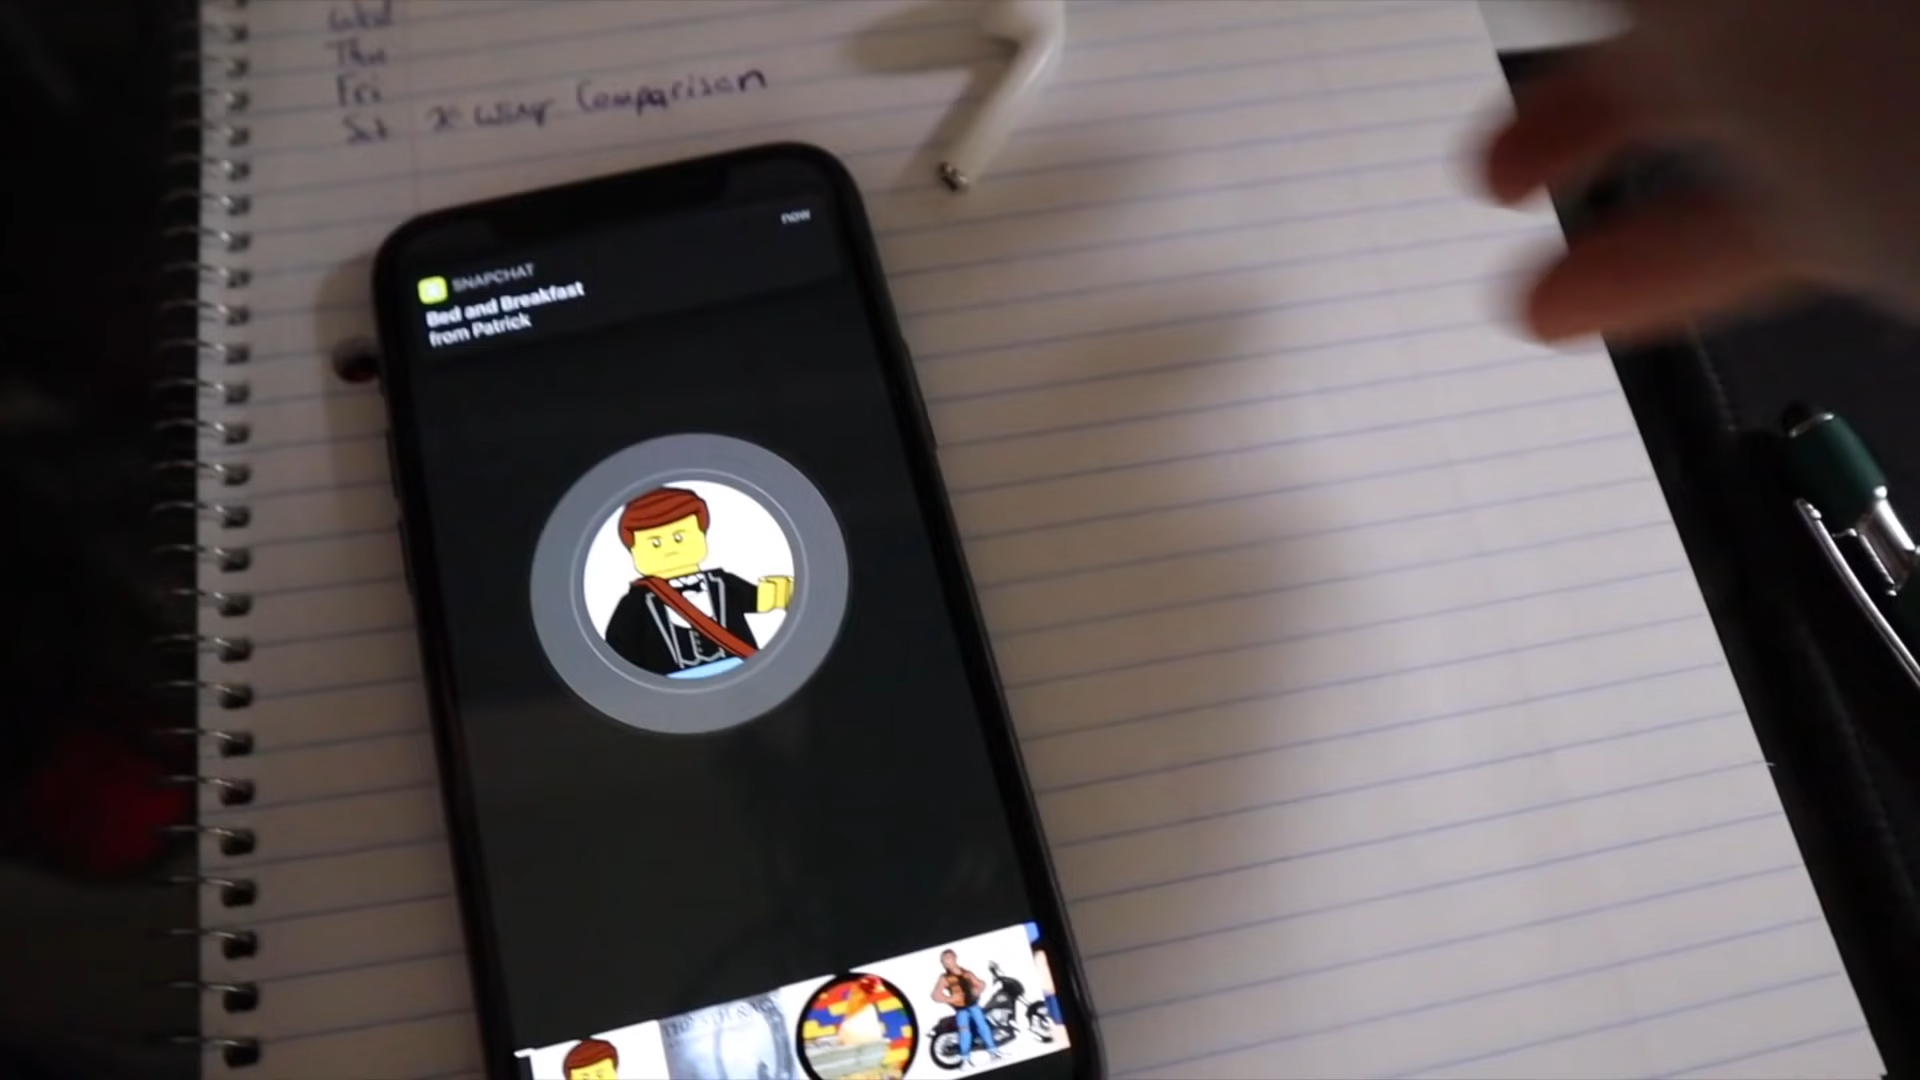 Wed
Thu
Fri
Sat X-wing Comparison
now
SNAPCHAT
Bed and Breakfast
from Patrick